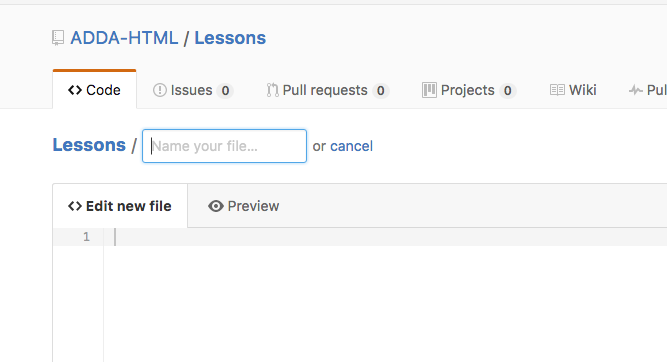 ADDA-HTML / Lessons
Code Issues 0 Pull requests 0 Projects 0 Wiki Pul
Lessons / Name your file... or cancel
Edit new file Preview
1